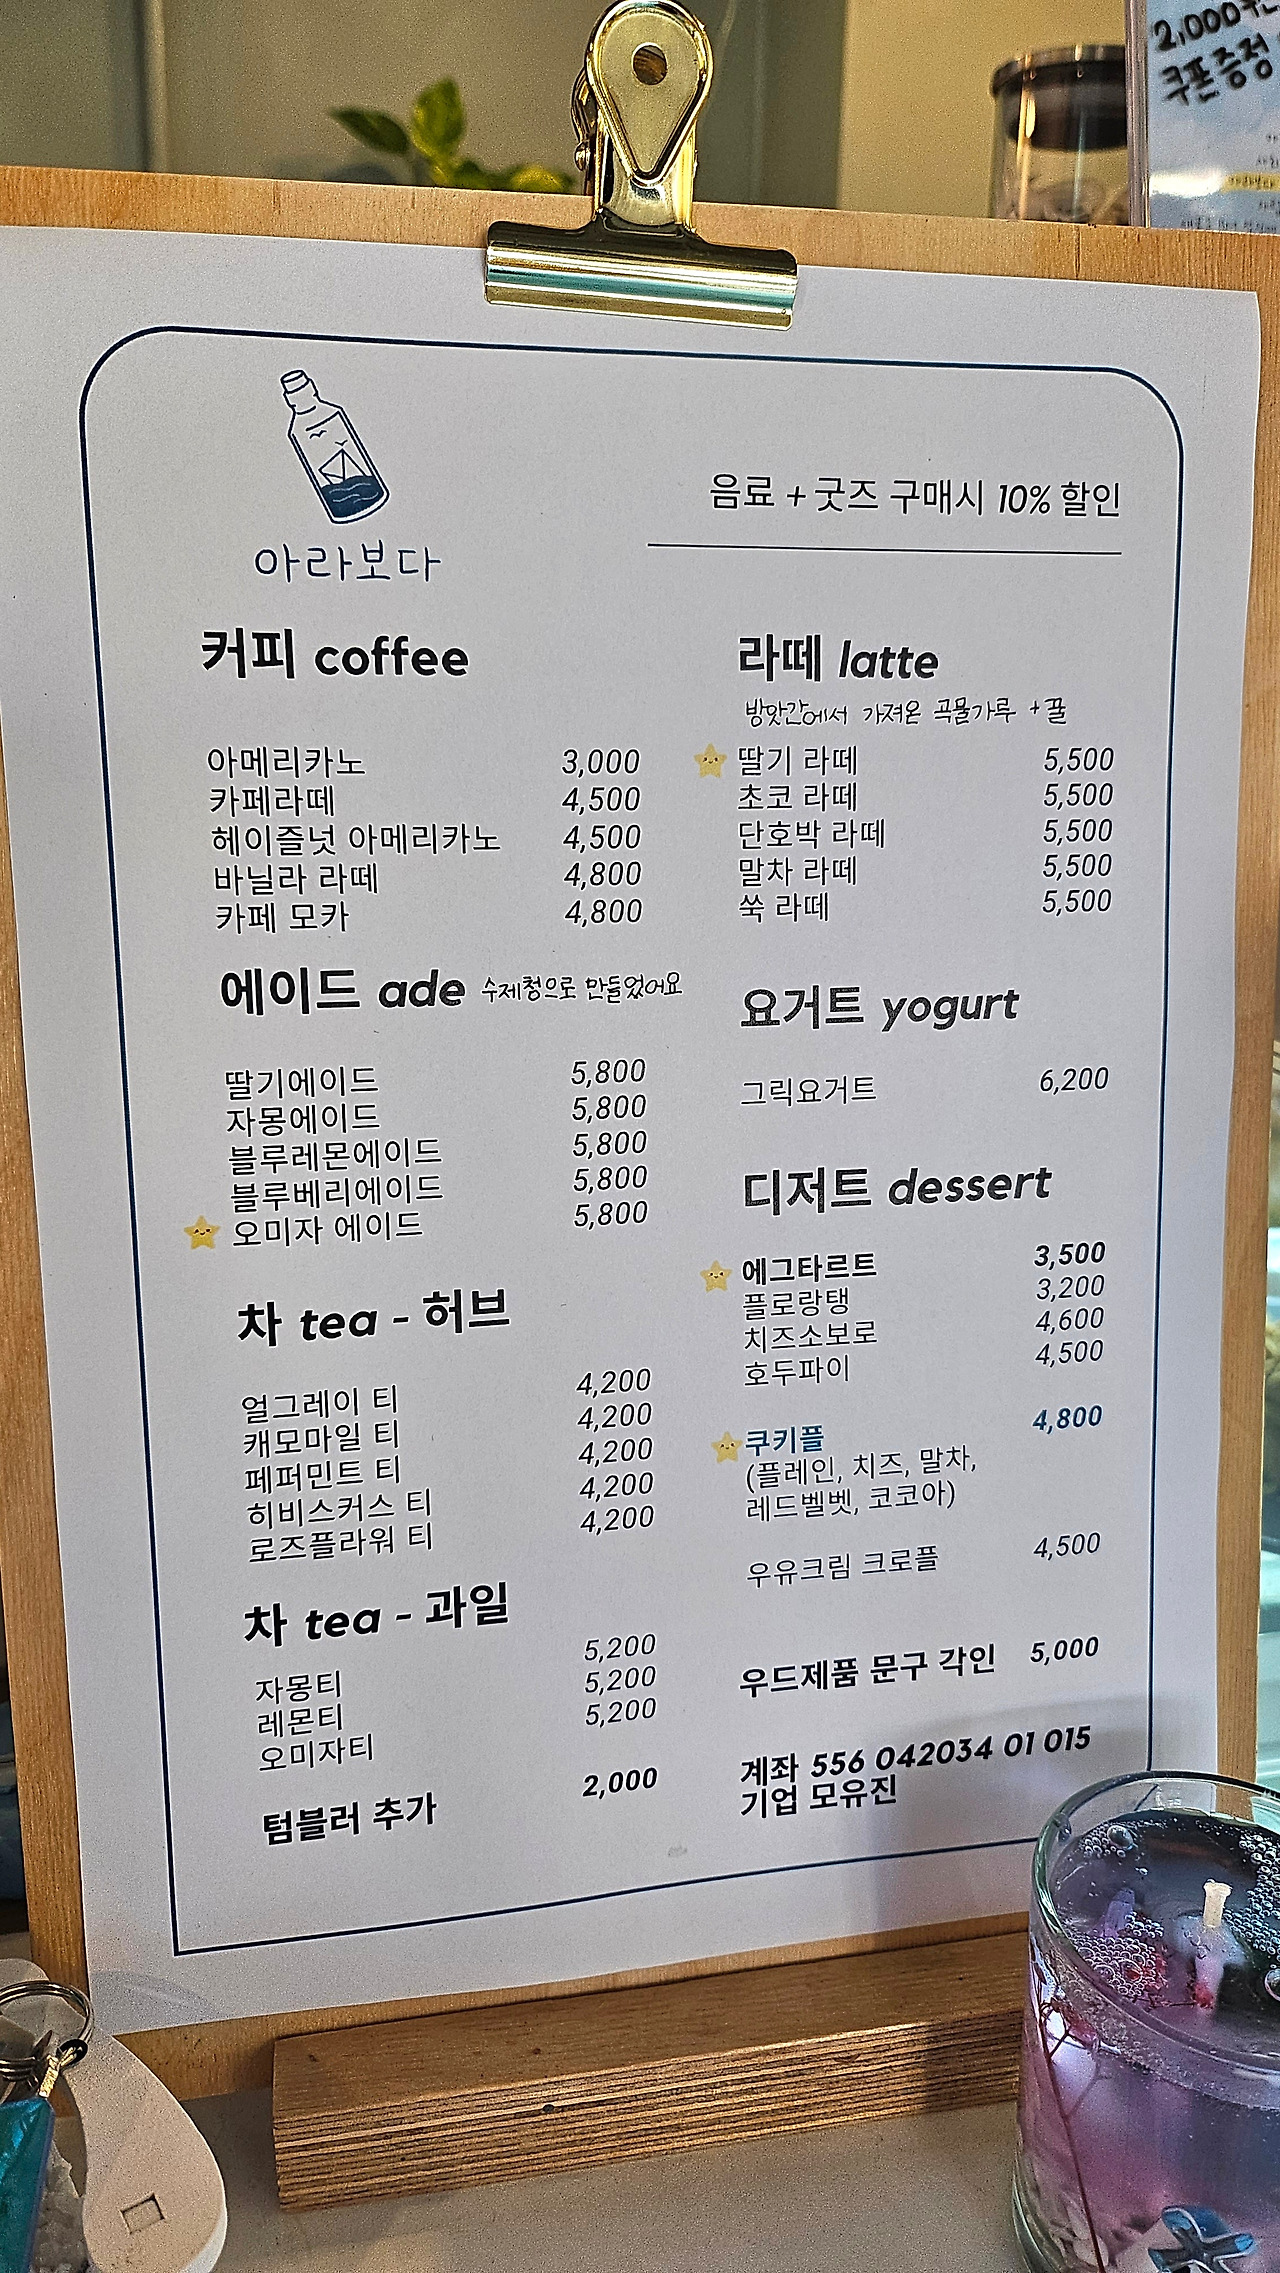 2,000
쿠폰증정
아라보다
음료 + 굿즈 구매시 10% 할인
커피 coffee
아메리카노 3,000
카페라떼 4,500
헤이즐넛 아메리카노 4,500
바닐라 라떼 4,800
카페 모카 4,800
에이드 ade 수제청으로 만들었어요
딸기에이드 5,800
자몽에이드 5,800
블루레몬에이드 5,800
블루베리에이드 5,800
오미자 에이드 5,800
차 tea - 허브
얼그레이 티 4,200
캐모마일 티 4,200
페퍼민트 티 4,200
히비스커스 티 4,200
로즈플라워 티 4,200
차 tea - 과일
자몽티 5,200
레몬티 5,200
오미자티 5,200
텀블러 추가 2,000
라떼 latte
방앗간에서 가져온 곡물가루 + 꿀
딸기 라떼 5,500
초코 라떼 5,500
단호박 라떼 5,500
말차 라떼 5,500
쑥 라떼 5,500
요거트 yogurt
그릭요거트 6,200
디저트 dessert
에그타르트 3,500
플로랑탱 3,200
치즈소보로 4,600
호두파이 4,500
쿠키플 4,800
(플레인, 치즈, 말차,
레드벨벳, 코코아)
우유크림 크로플 4,500
우드제품 문구 각인 5,000
계좌 556 042034 01 015
기업 모유진